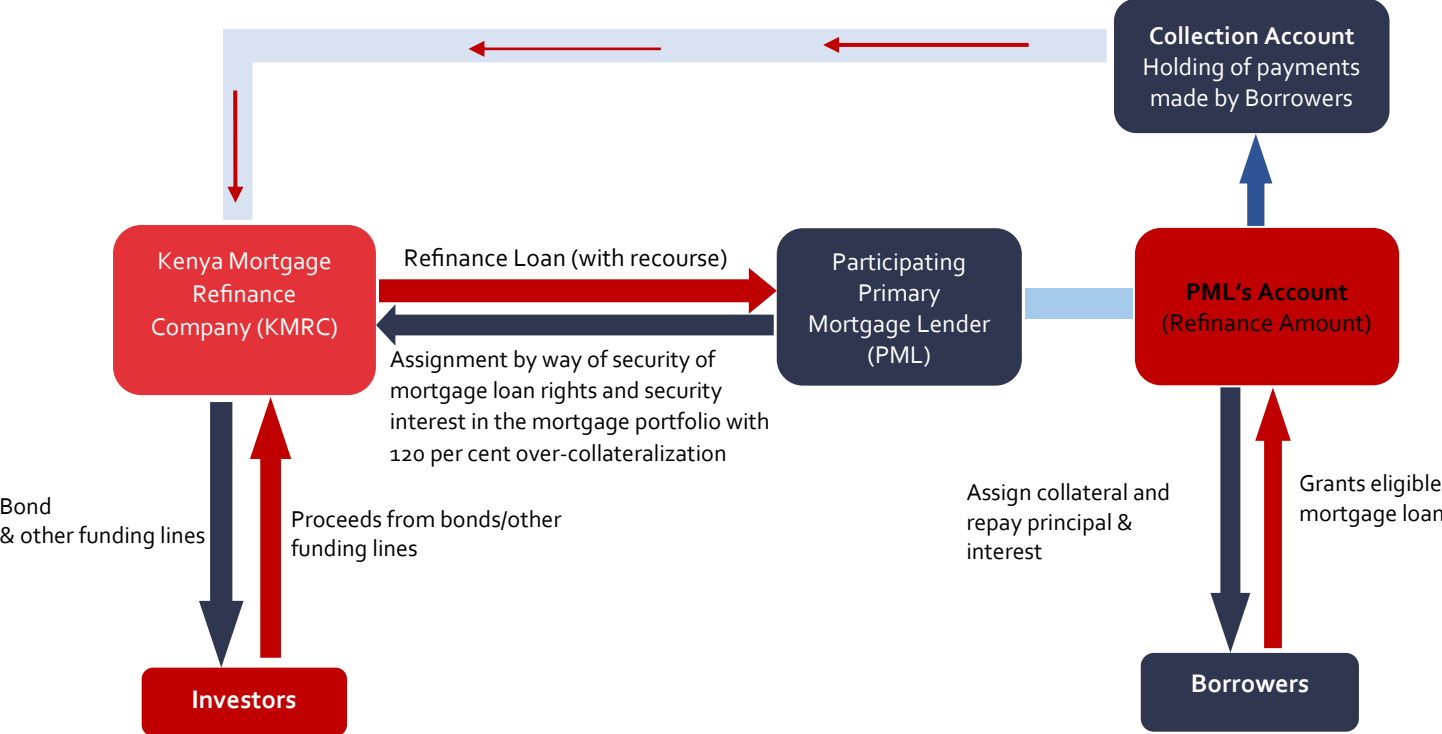 Collection Account
Holding of payments
made by Borrowers
Kenya Mortgage
Refinance
Company (KMRC)
Refinance Loan (with recourse)
Participating
Primary
Mortgage Lender
(PML)
PML's Account
(Refinance Amount)
Assignment by way of security of
mortgage loan rights and security
interest in the mortgage portfolio with
120 per cent over-collateralization
Bond
& other funding lines
Proceeds from bonds/other
funding lines
Assign collateral and
repay principal &
interest
Grants eligible
mortgage loan
Investors
Borrowers